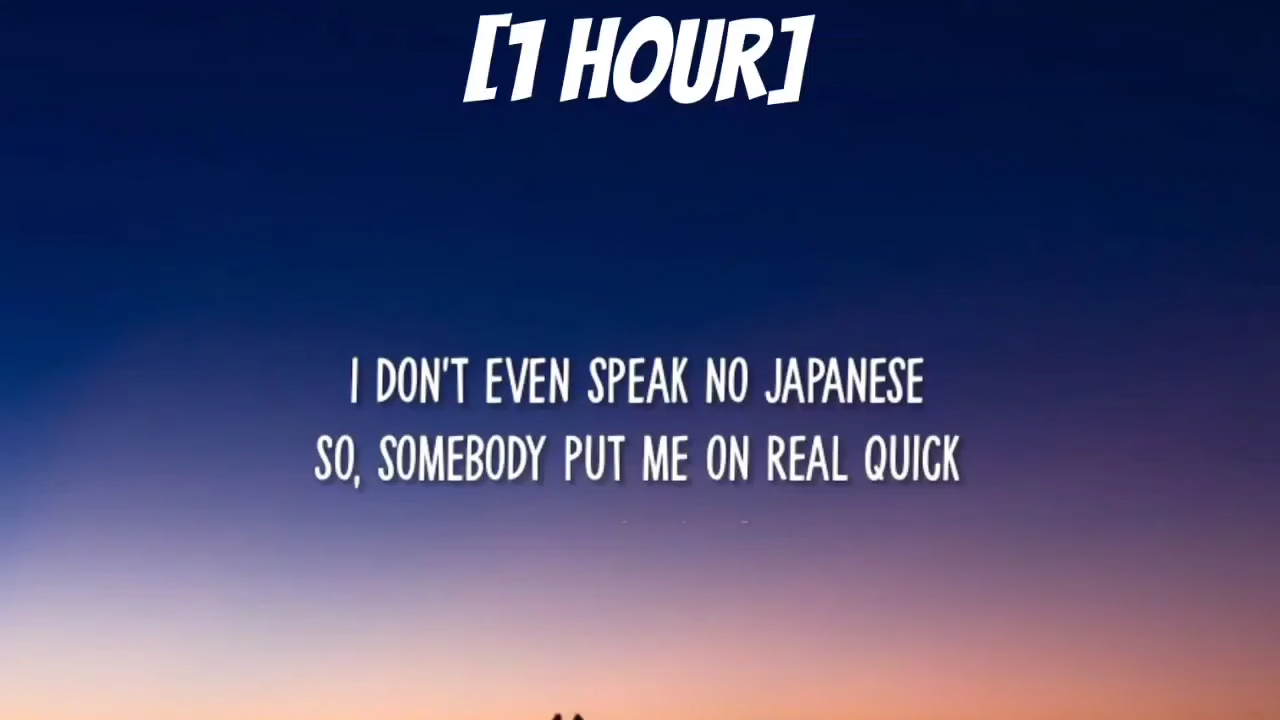 [1 HOUR]
I DON'T EVEN SPEAK NO JAPANESE
SO, SOMEBODY PUT ME ON REAL QUICK